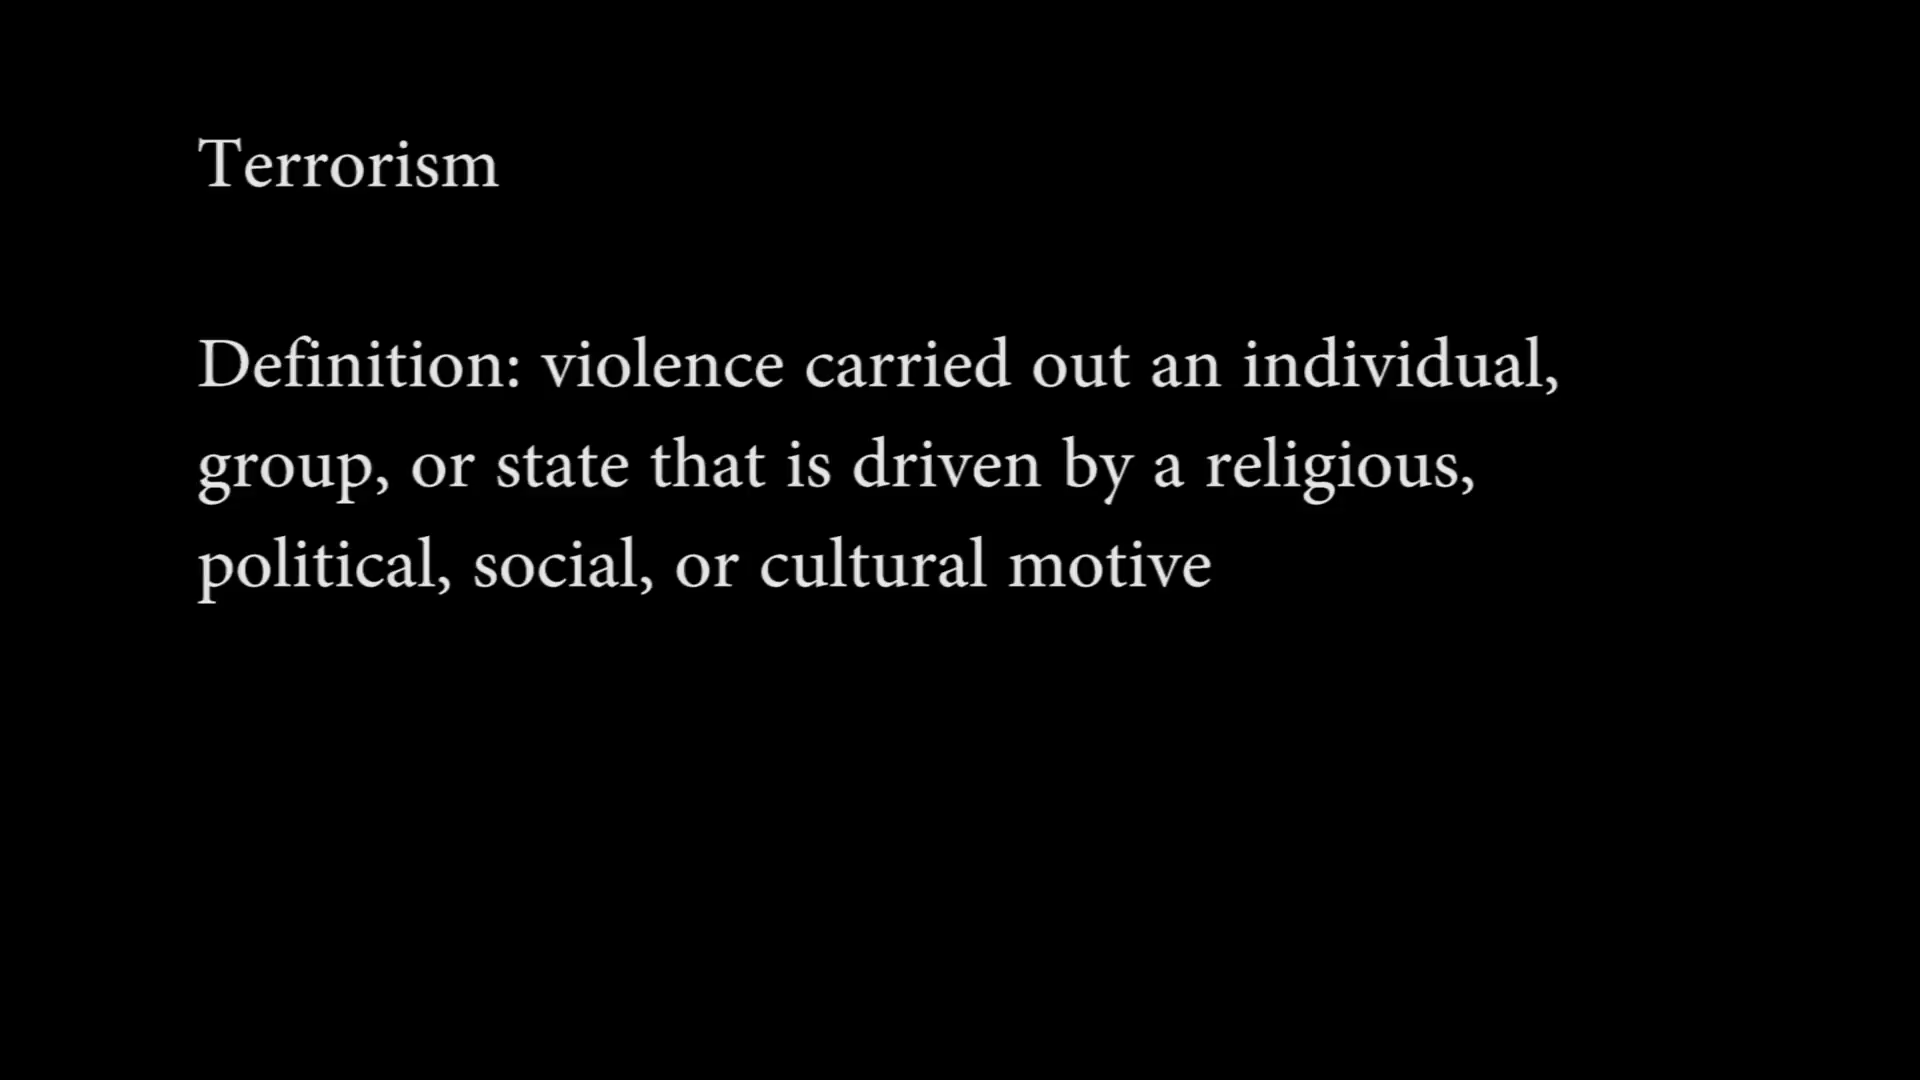 Terrorism
Definition: violence carried out an individual,
group, or state that is driven by a religious,
political, social, or cultural motive